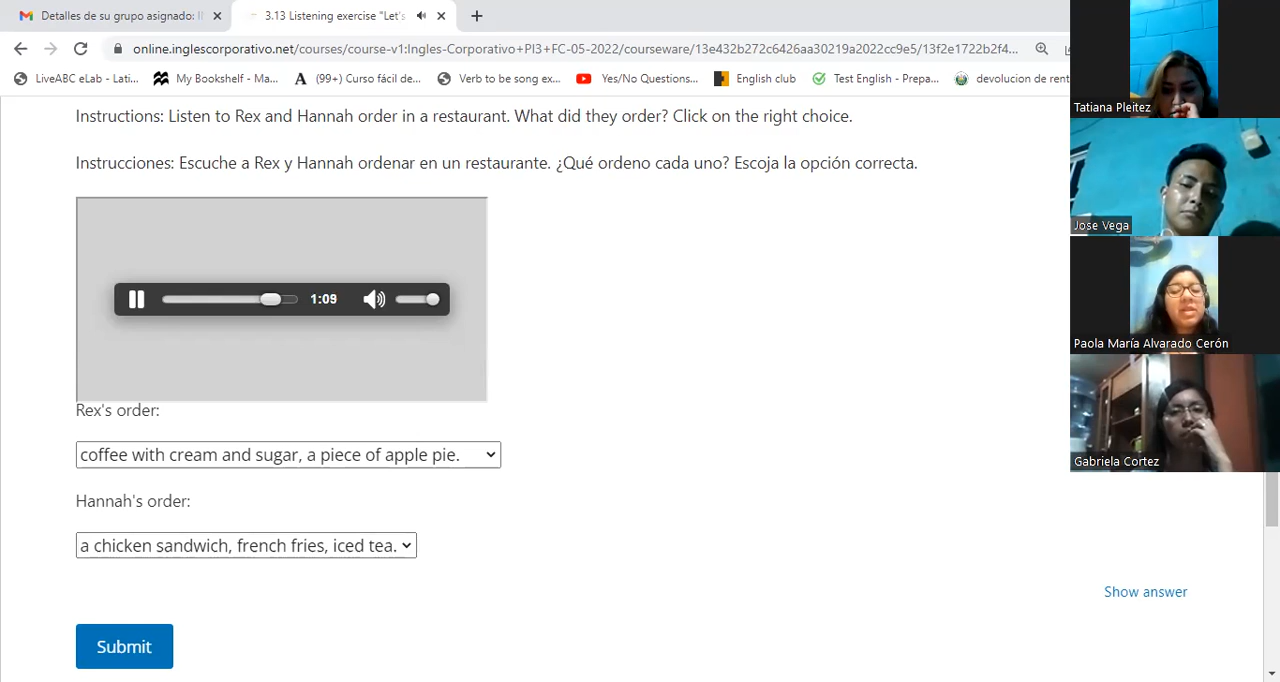 Detalles de su grupo asignado: I
3.13 Listening exercise "Let's
online.inglescorporativo.net/courses/course-v1:Ingles-Corporativo+PI3+FC-05-2022/courseware/13e432b272c6426aa30219a2022cc9e5/13f2e1722b2f4...
LiveABC eLab - Lati...
My Bookshelf - Ma...
(99+) Curso fácil de...
Verb to be song ex...
Yes/No Questions...
English club
Test English - Prepa...
devolucion de rent
Instructions: Listen to Rex and Hannah order in a restaurant. What did they order? Click on the right choice.
Instrucciones: Escuche a Rex y Hannah ordenar en un restaurante. ¿Qué ordeno cada uno? Escoja la opción correcta.
1:09
Rex's order:
coffee with cream and sugar, a piece of apple pie.
Hannah's order:
a chicken sandwich, french fries, iced tea.
Show answer
Submit
Tatiana Pleitez
Jose Vega
Paola María Alvarado Cerón
Gabriela Cortez